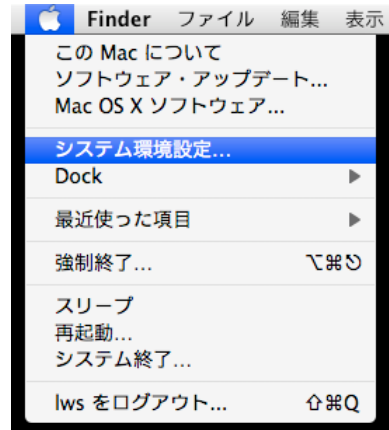 Finder ファイル 編集 表示
この Mac について
ソフトウェア・アップデート...
Mac OS X ソフトウェア...
システム環境設定...
Dock ▶
最近使った項目 ▶
強制終了... ⌥⌘⎋
スリープ
再起動...
システム終了...
lws をログアウト... ⇧⌘Q